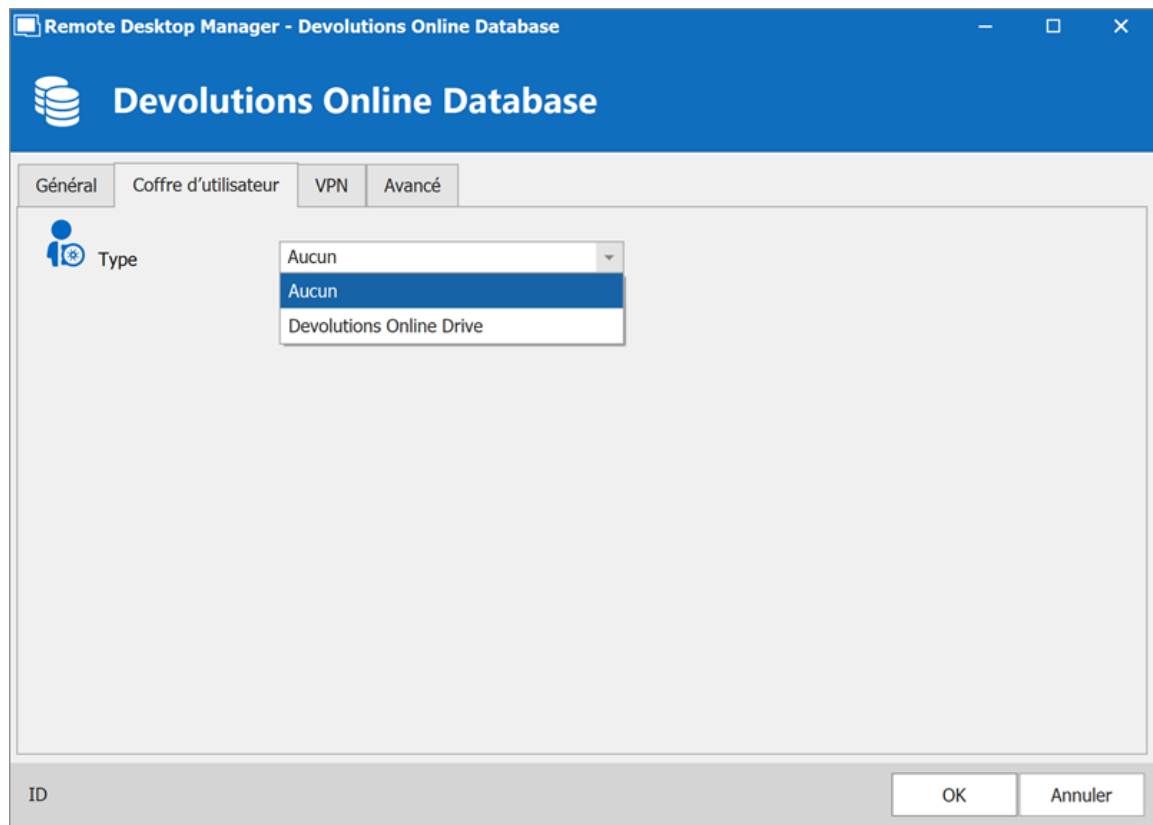 Remote Desktop Manager - Devolutions Online Database
Devolutions Online Database
Général Coffre d'utilisateur VPN Avancé
Type Aucun
Aucun
Devolutions Online Drive
ID OK Annuler